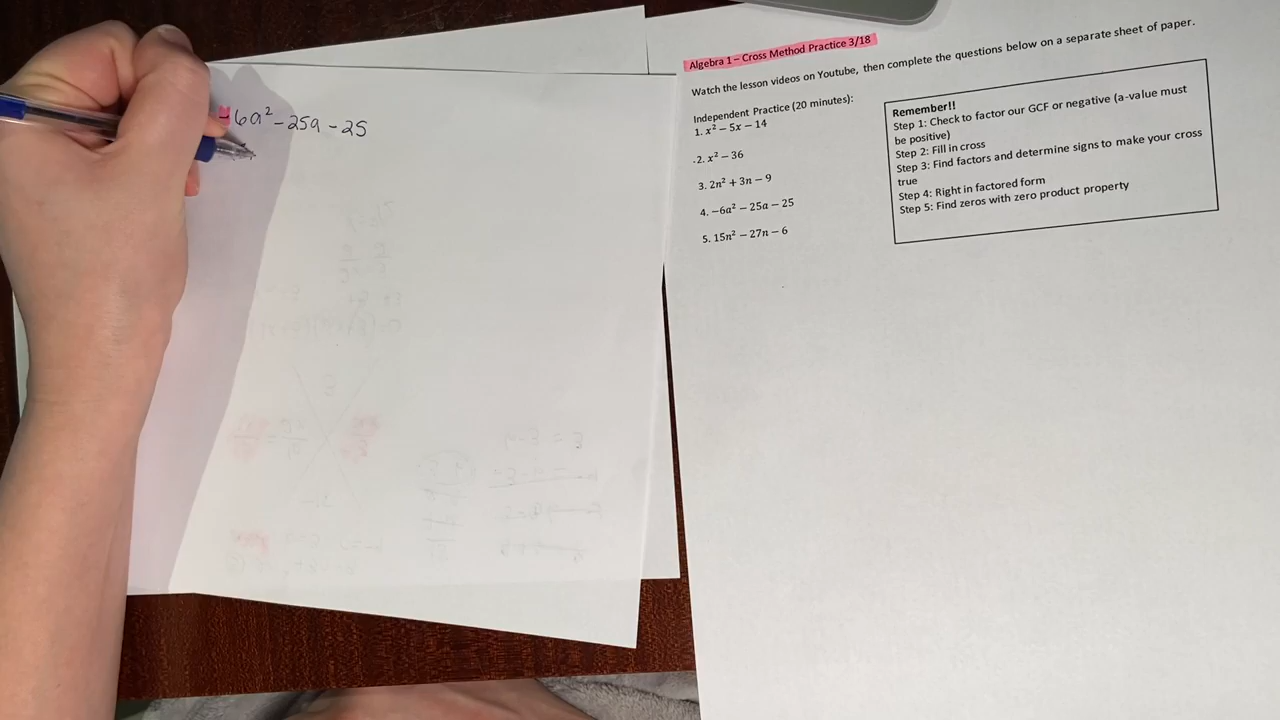 -6a² - 25a - 25
Algebra 1 – Cross Method Practice 3/18
Watch the lesson videos on Youtube, then complete the questions below on a separate sheet of paper.
Independent Practice (20 minutes):
1. x² – 5x – 14
2. x² – 36
3. 2n² + 3n – 9
4. –6a² – 25a – 25
5. 15n² – 27n – 6
Remember!!
Step 1: Check to factor our GCF or negative (a-value must
be positive)
Step 2: Fill in cross
Step 3: Find factors and determine signs to make your cross
true
Step 4: Right in factored form
Step 5: Find zeros with zero product property